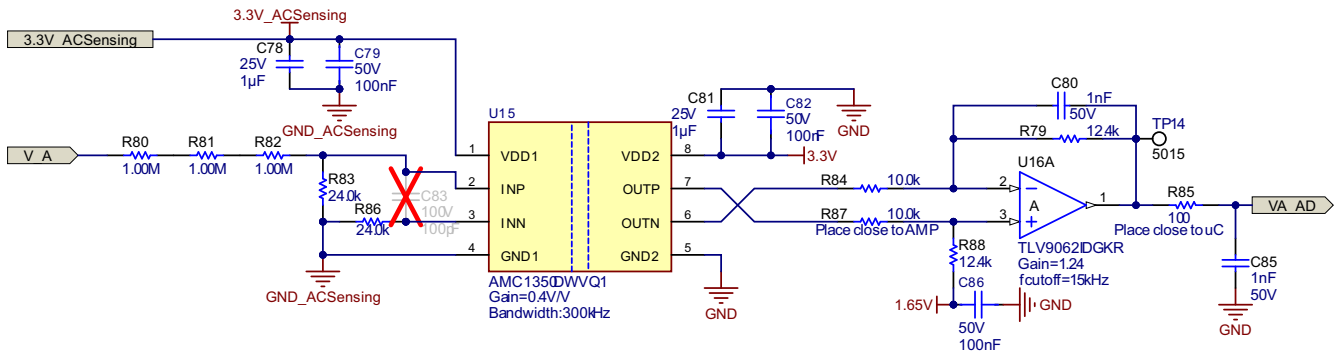 3.3V_ACSensing
3.3V_ACSensing
C78
25V
1µF
C79
50V
100nF
GND_ACSensing
V_A
R80
1.00M
R81
1.00M
R82
1.00M
R83
24.0k
R86
24.0k
C83
100V
100pF
GND_ACSensing
U15
1
VDD1
2
INP
3
INN
4
GND1
VDD2
8
OUTP
7
OUTN
6
GND2
5
AMC1350DWVQ1
Gain=0.4V/V
Bandwidth:300kHz
C81
25V
1µF
C82
50V
100nF
GND
3.3V
GND
R84
10.0k
R87
10.0k
Place close to AMP
R88
12.4k
1.65V
C86
50V
100nF
GND
C80
1nF
50V
R79
12.4k
U16A
2
3
A
1
TLV9062IDGKR
Gain=1.24
fcutoff=15kHz
TP14
5015
R85
100
Place close to uC
VA_AD
C85
1nF
50V
GND